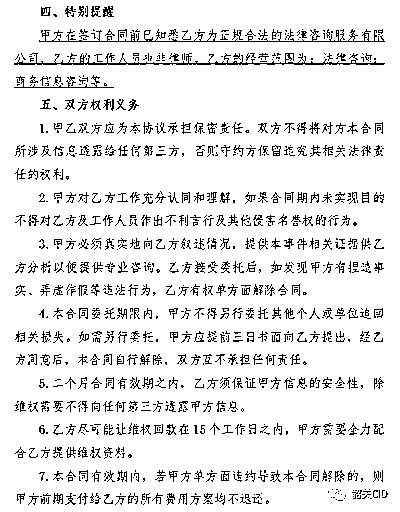 四、特别提醒
甲方在签订合同前已知悉乙方为正规合法的法律咨询服务有限
公司，乙方的工作人员非律师。乙方的经营范围为：法律咨询；
商务信息咨询等。
五、双方权利义务
1.甲乙双方应为本协议承担保密责任。双方不得将对方本合同
所涉及信息透露给任何第三方，否则守约方保留追究其相关法律责
任的权利。
2.甲方对乙方工作充分认同和理解，如果合同期内未实现目的
不得对乙方及工作人员作出不利言行及其他侵害名誉权的行为。
3.甲方必须真实地向乙方叙述情况，提供本事件相关证据供乙
方分析以便提供专业咨询。乙方接受委托后，如发现甲方有捏造事
实、弄虚作假等违法行为，乙方有权单方面解除合同。
4.本合同委托期限内，甲方不得另行委托其他个人或单位追回
相关损失。如需另行委托，甲方应提前三日书面向乙方提出，经乙
方同意后，本合同自行解除，双方互不承担任何责任。
5.二个月合同有效期之内，乙方须保证甲方信息的安全性，除
维权需要不得向任何第三方透露甲方信息。
6.乙方尽可能让维权回款在15个工作日之内，甲方需要全力配
合乙方提供维权资料。
7.本合同有效期内，若甲方单方面违约导致本合同解除的，则
甲方前期支付给乙方的所有费用方案均不退还。
韶关CID